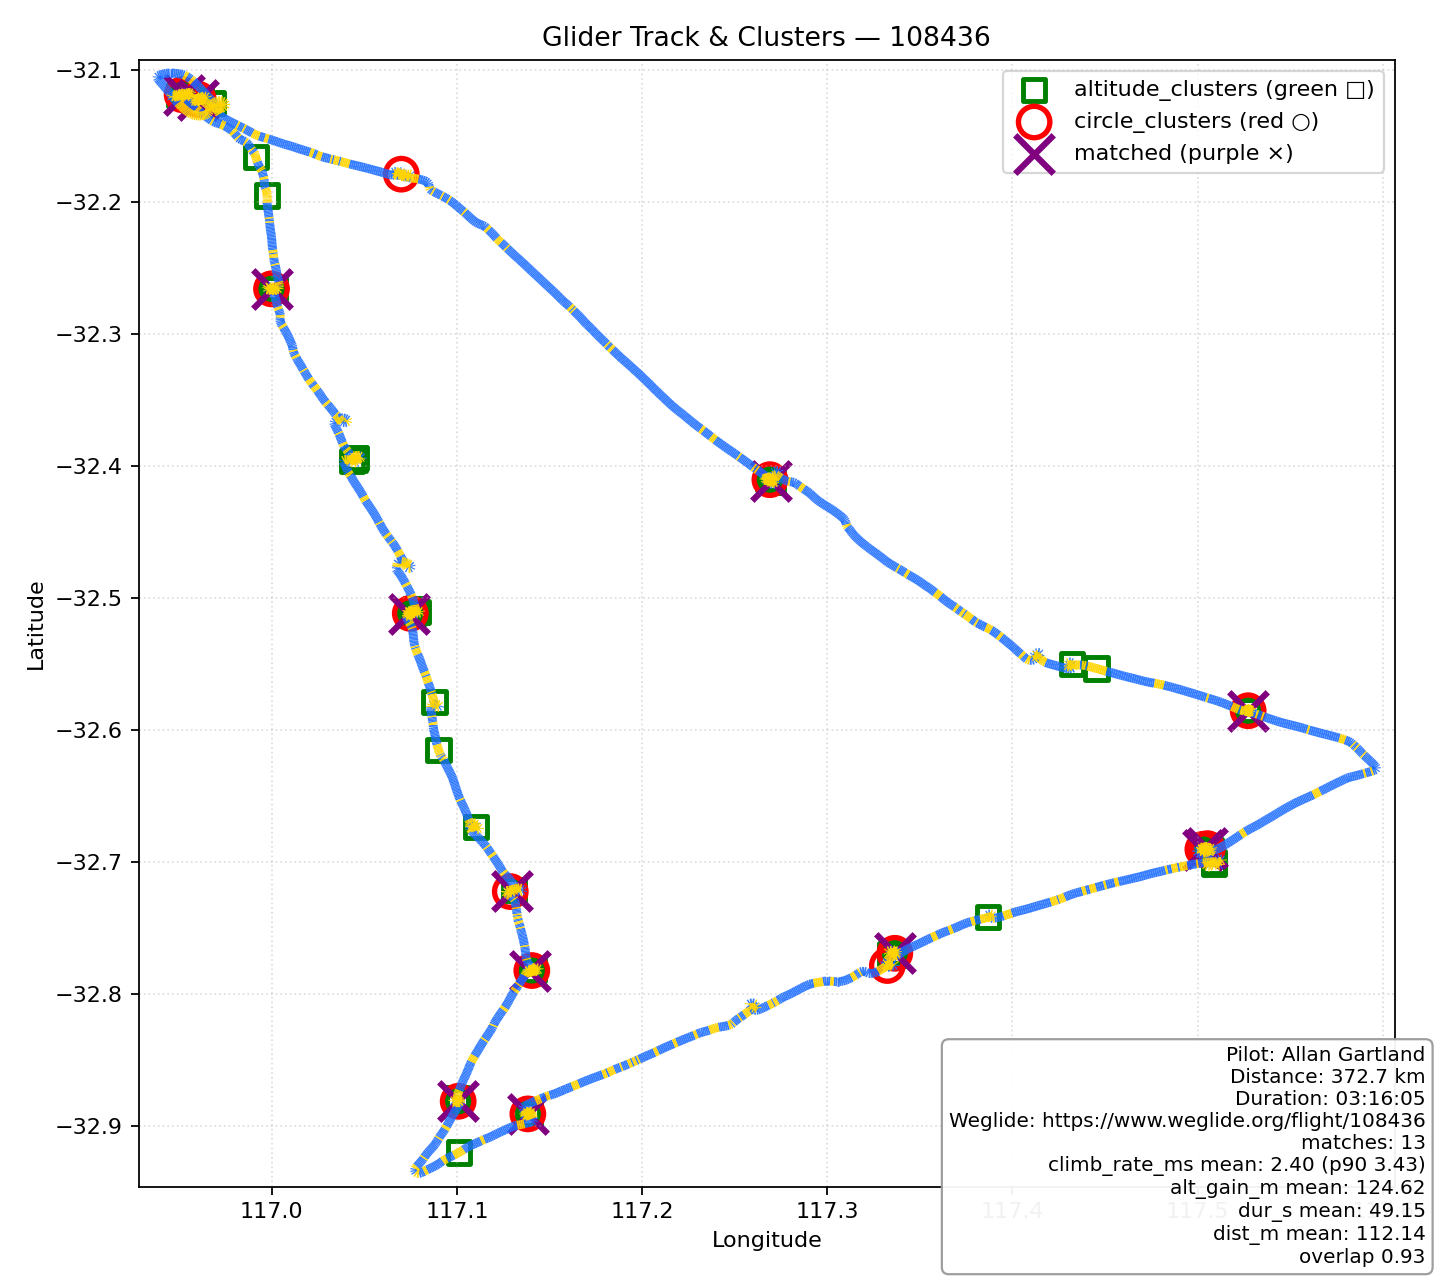 Glider Track & Clusters — 108436
altitude_clusters (green □)
circle_clusters (red ○)
matched (purple ×)
Latitude
−32.1
−32.2
−32.3
−32.4
−32.5
−32.6
−32.7
−32.8
−32.9
117.0
117.1
117.2
117.3
117.4
117.5
Longitude
Pilot: Allan Gartland
Distance: 372.7 km
Duration: 03:16:05
Weglide: https://www.weglide.org/flight/108436
matches: 13
climb_rate_ms mean: 2.40 (p90 3.43)
alt_gain_m mean: 124.62
dur_s mean: 49.15
dist_m mean: 112.14
overlap 0.93